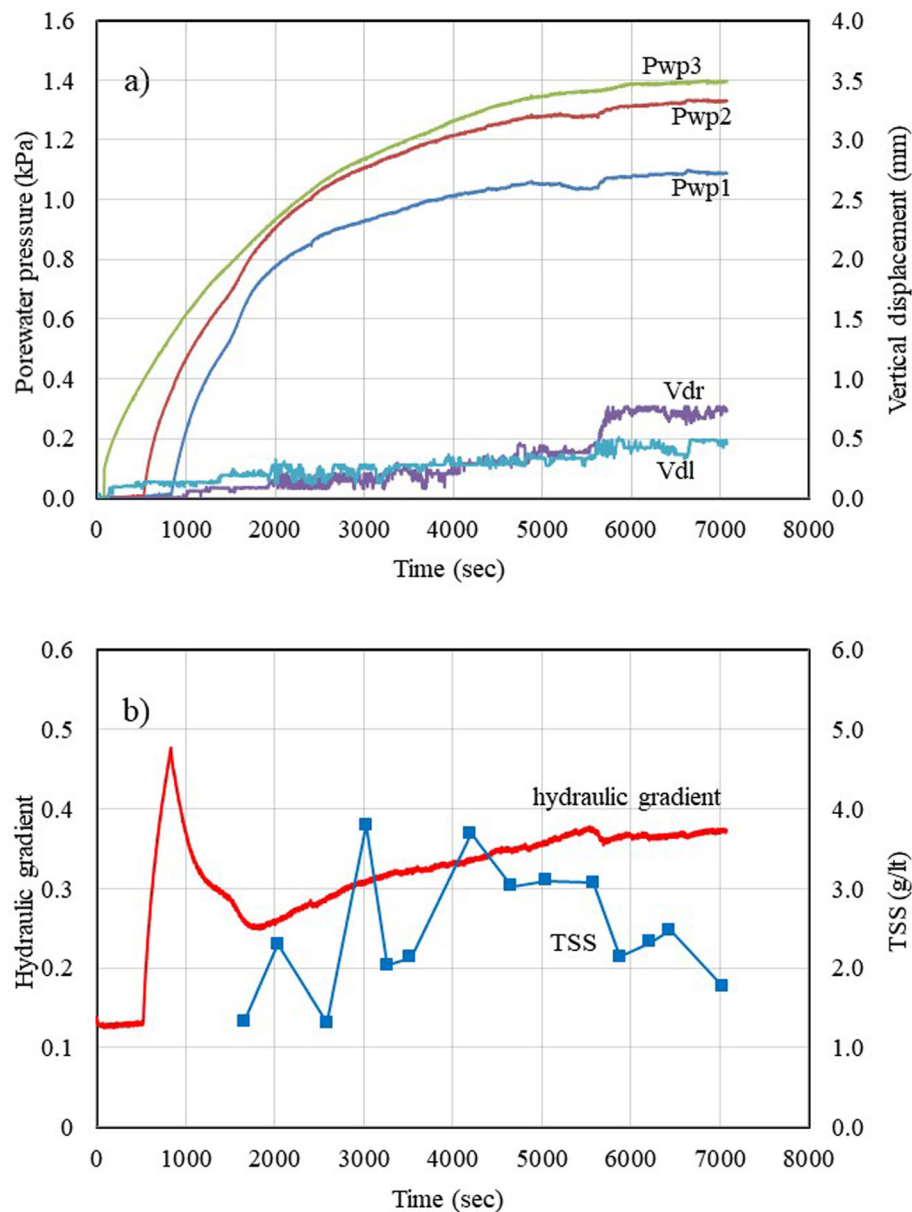 a)
Porewater pressure (kPa)
1.6
1.4
1.2
1.0
0.8
0.6
0.4
0.2
0.0
4.0
3.5
3.0
2.5
2.0
1.5
1.0
0.5
0.0
Vertical displacement (mm)
Pwp3
Pwp2
Pwp1
Vdr
Vdl
0 1000 2000 3000 4000 5000 6000 7000 8000
Time (sec)
b)
Hydraulic gradient
0.6
0.5
0.4
0.3
0.2
0.1
0
6.0
5.0
4.0
3.0
2.0
1.0
0.0
TSS (g/lt)
hydraulic gradient
TSS
0 1000 2000 3000 4000 5000 6000 7000 8000
Time (sec)